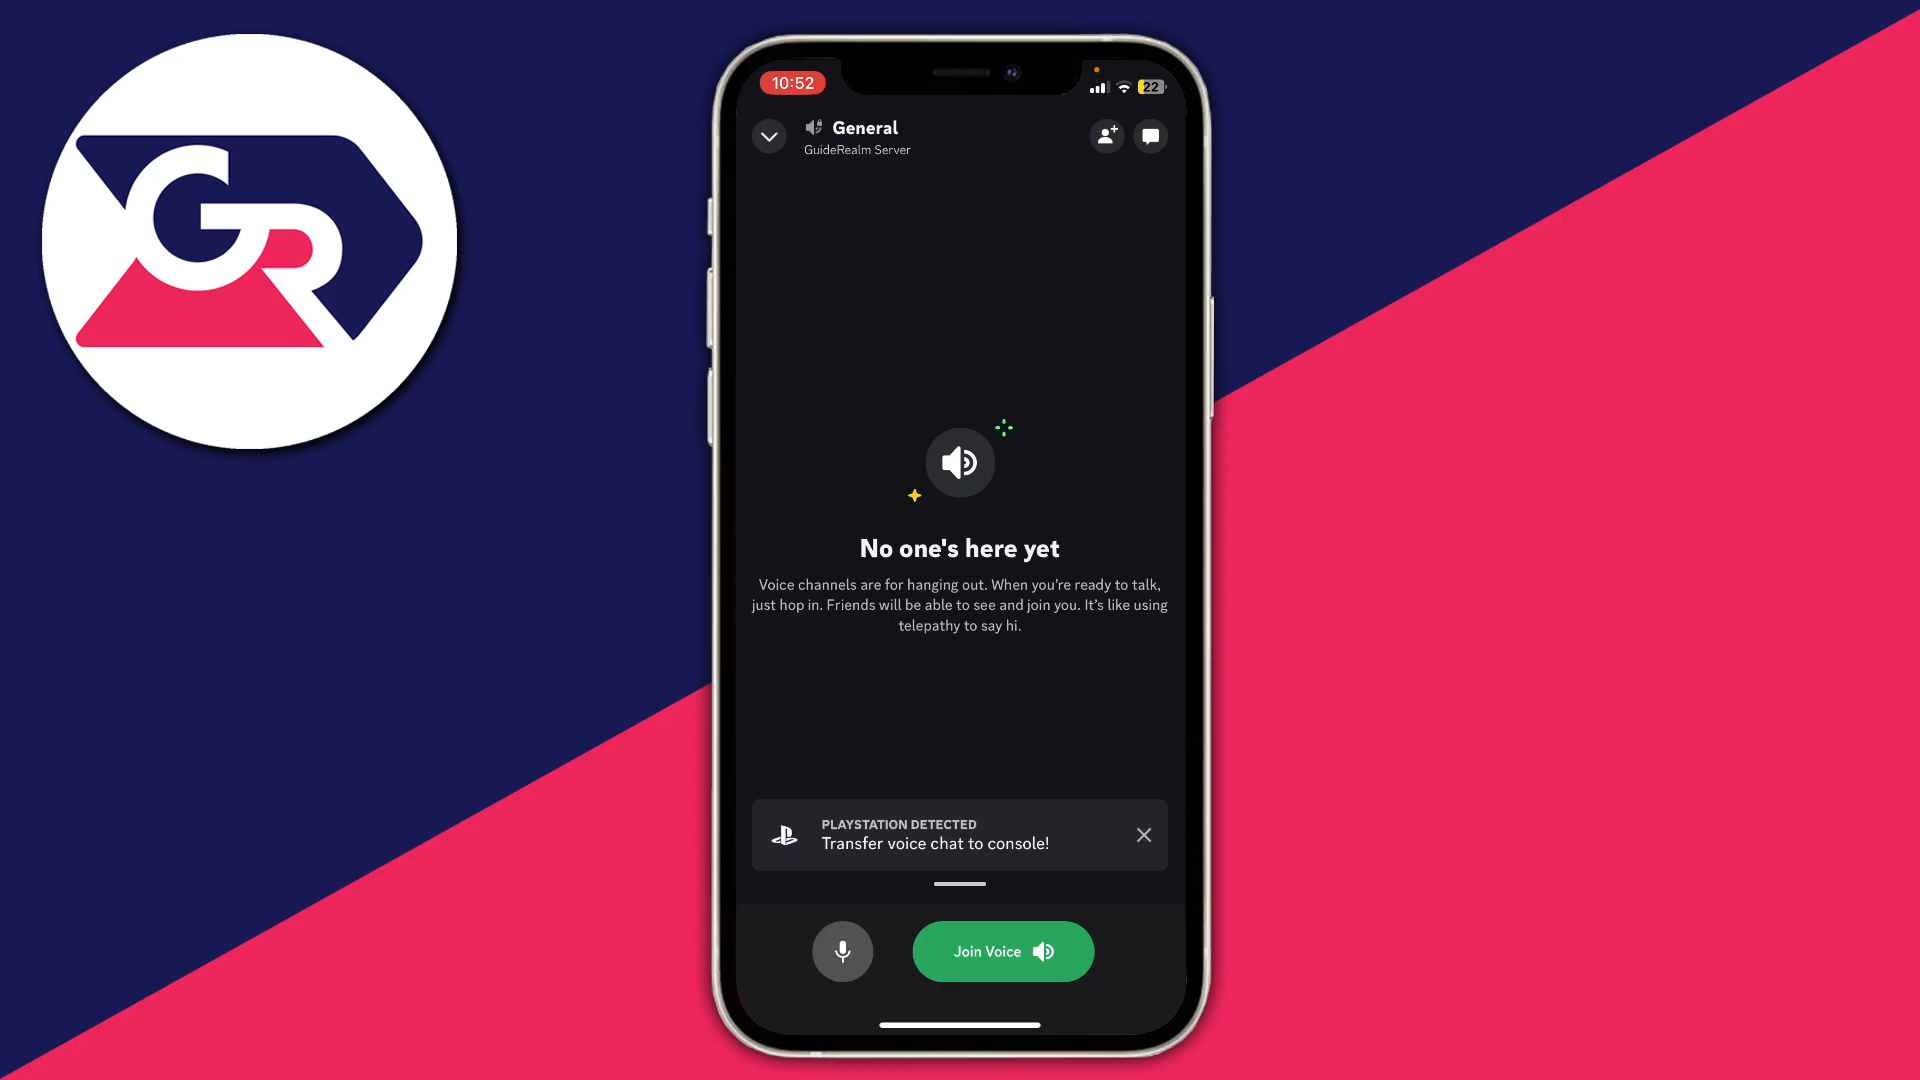 GR
10:52
22
General
GuideRealm Server
No one's here yet
Voice channels are for hanging out. When you're ready to talk,
just hop in. Friends will be able to see and join you. It's like using
telepathy to say hi.
PLAYSTATION DETECTED
Transfer voice chat to console!
Join Voice